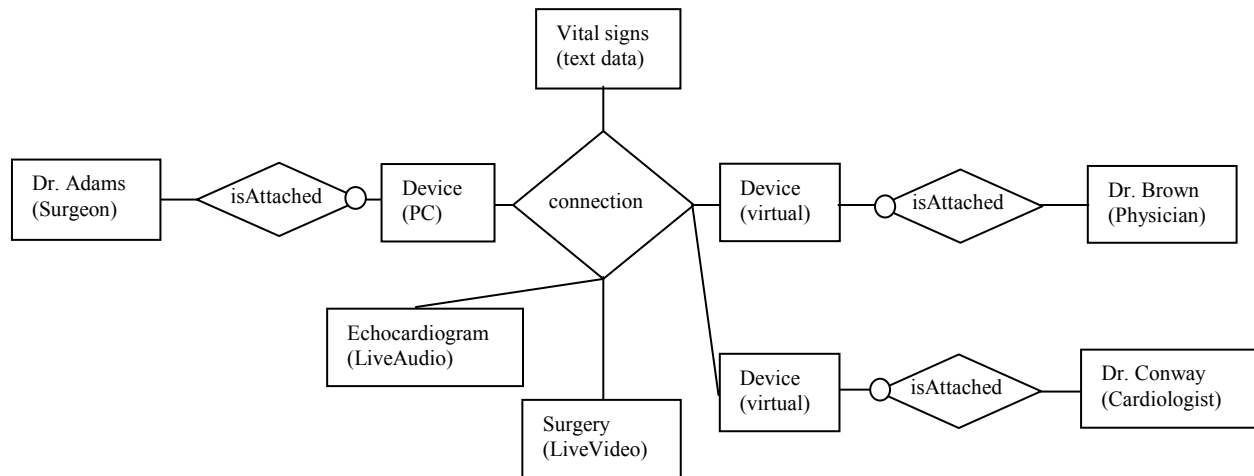 Vital signs
(text data)
Dr. Adams
(Surgeon)
isAttached
Device
(PC)
connection
Device
(virtual)
isAttached
Dr. Brown
(Physician)
Echocardiogram
(LiveAudio)
Surgery
(LiveVideo)
Device
(virtual)
isAttached
Dr. Conway
(Cardiologist)